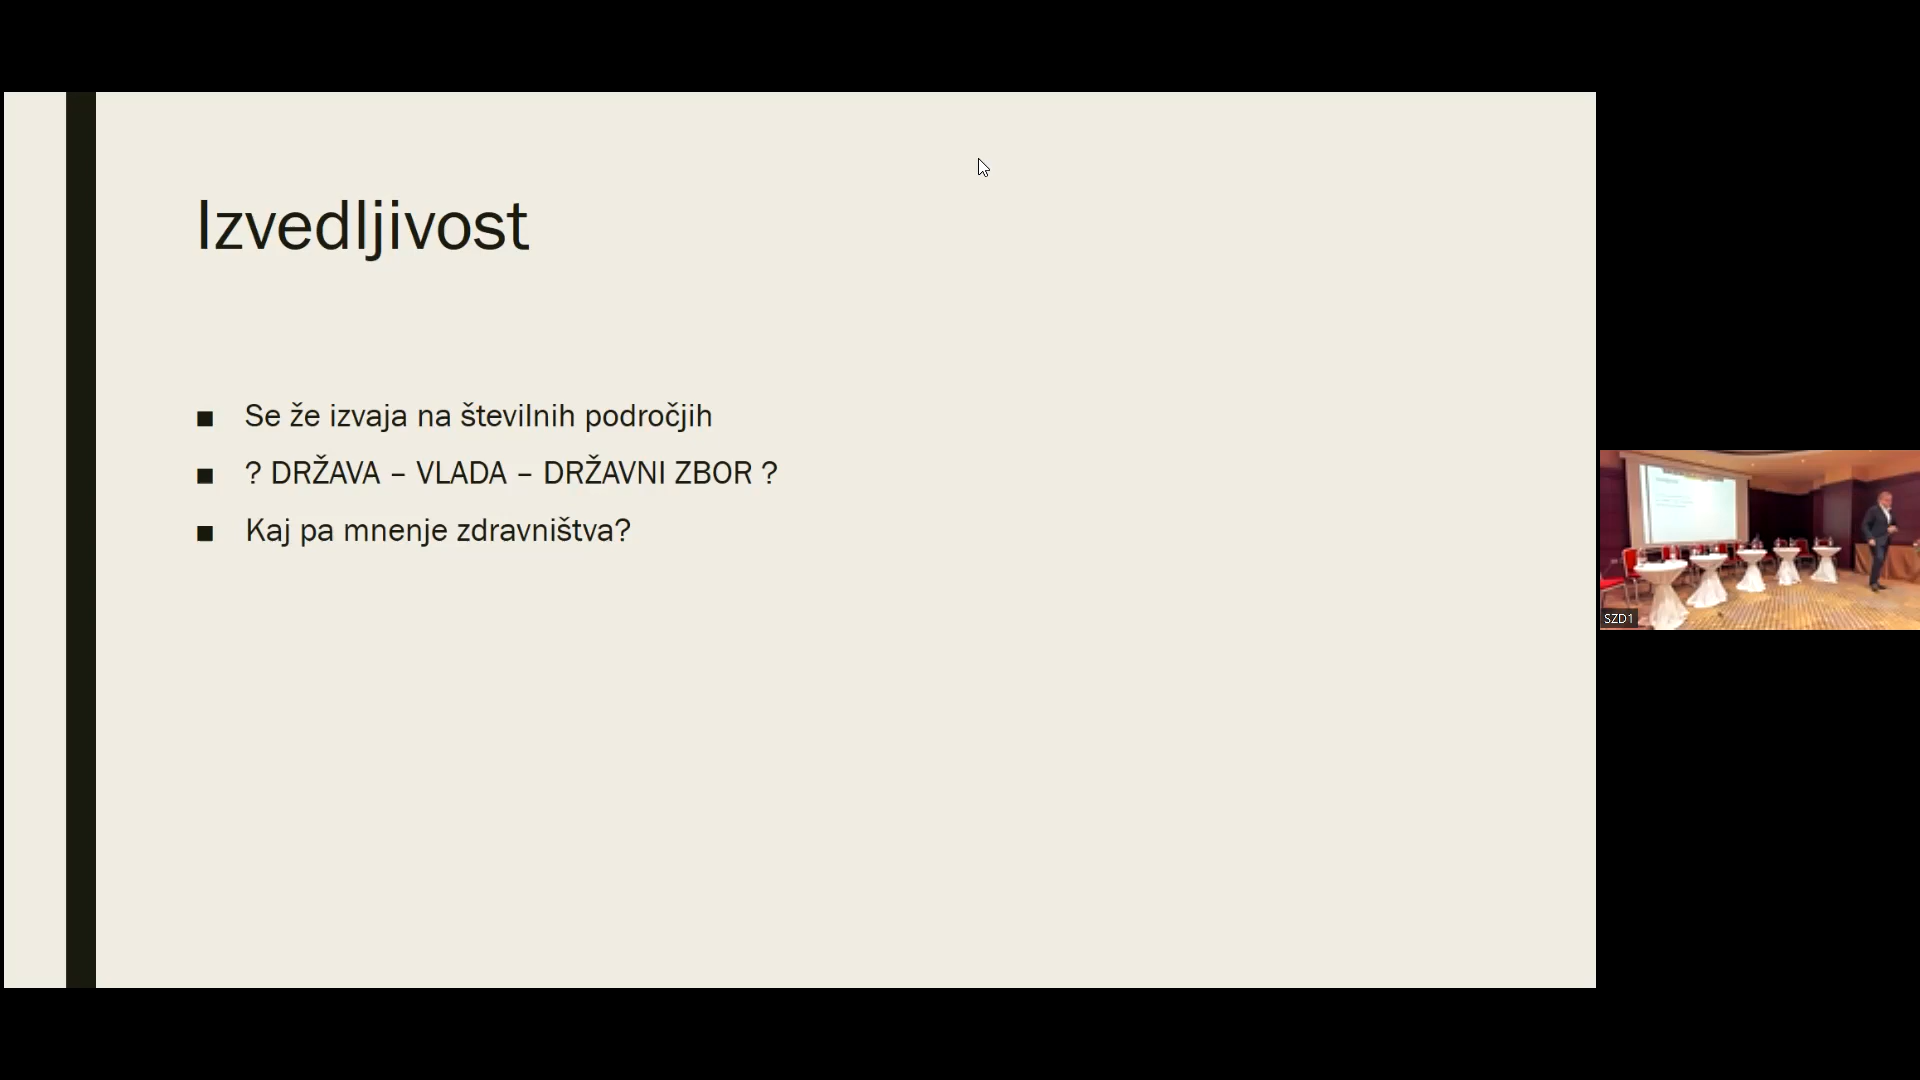 Izvedljivost
■ Se že izvaja na številnih področjih
■ ? DRŽAVA – VLADA – DRŽAVNI ZBOR ?
■ Kaj pa mnenje zdravništva?
SZD1